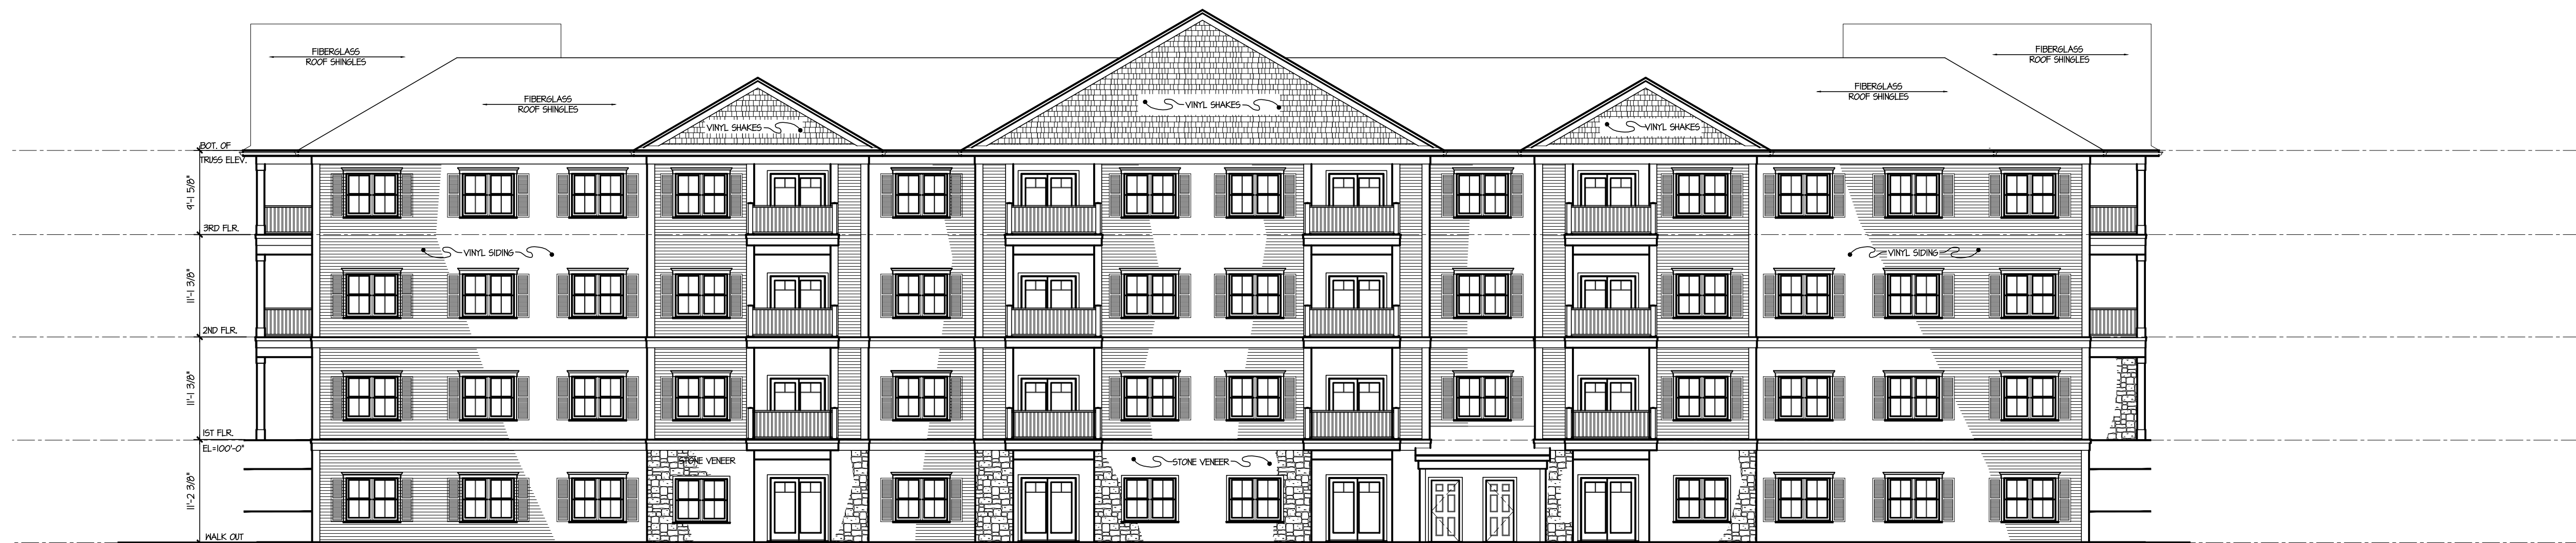 FIBERGLASS
ROOF SHINGLES
FIBERGLASS
ROOF SHINGLES
FIBERGLASS
ROOF SHINGLES
FIBERGLASS
ROOF SHINGLES
VINYL SHAKES
VINYL SHAKES
VINYL SHAKES
BOT. OF
TRUSS ELEV.
9'-1 5/8"
3RD FLR.
VINYL SIDING
VINYL SIDING
11'-1 3/8"
2ND FLR.
11'-1 3/8"
1ST FLR.
EL=100'-0"
STONE VENEER
STONE VENEER
11'-2 3/8"
WALK OUT